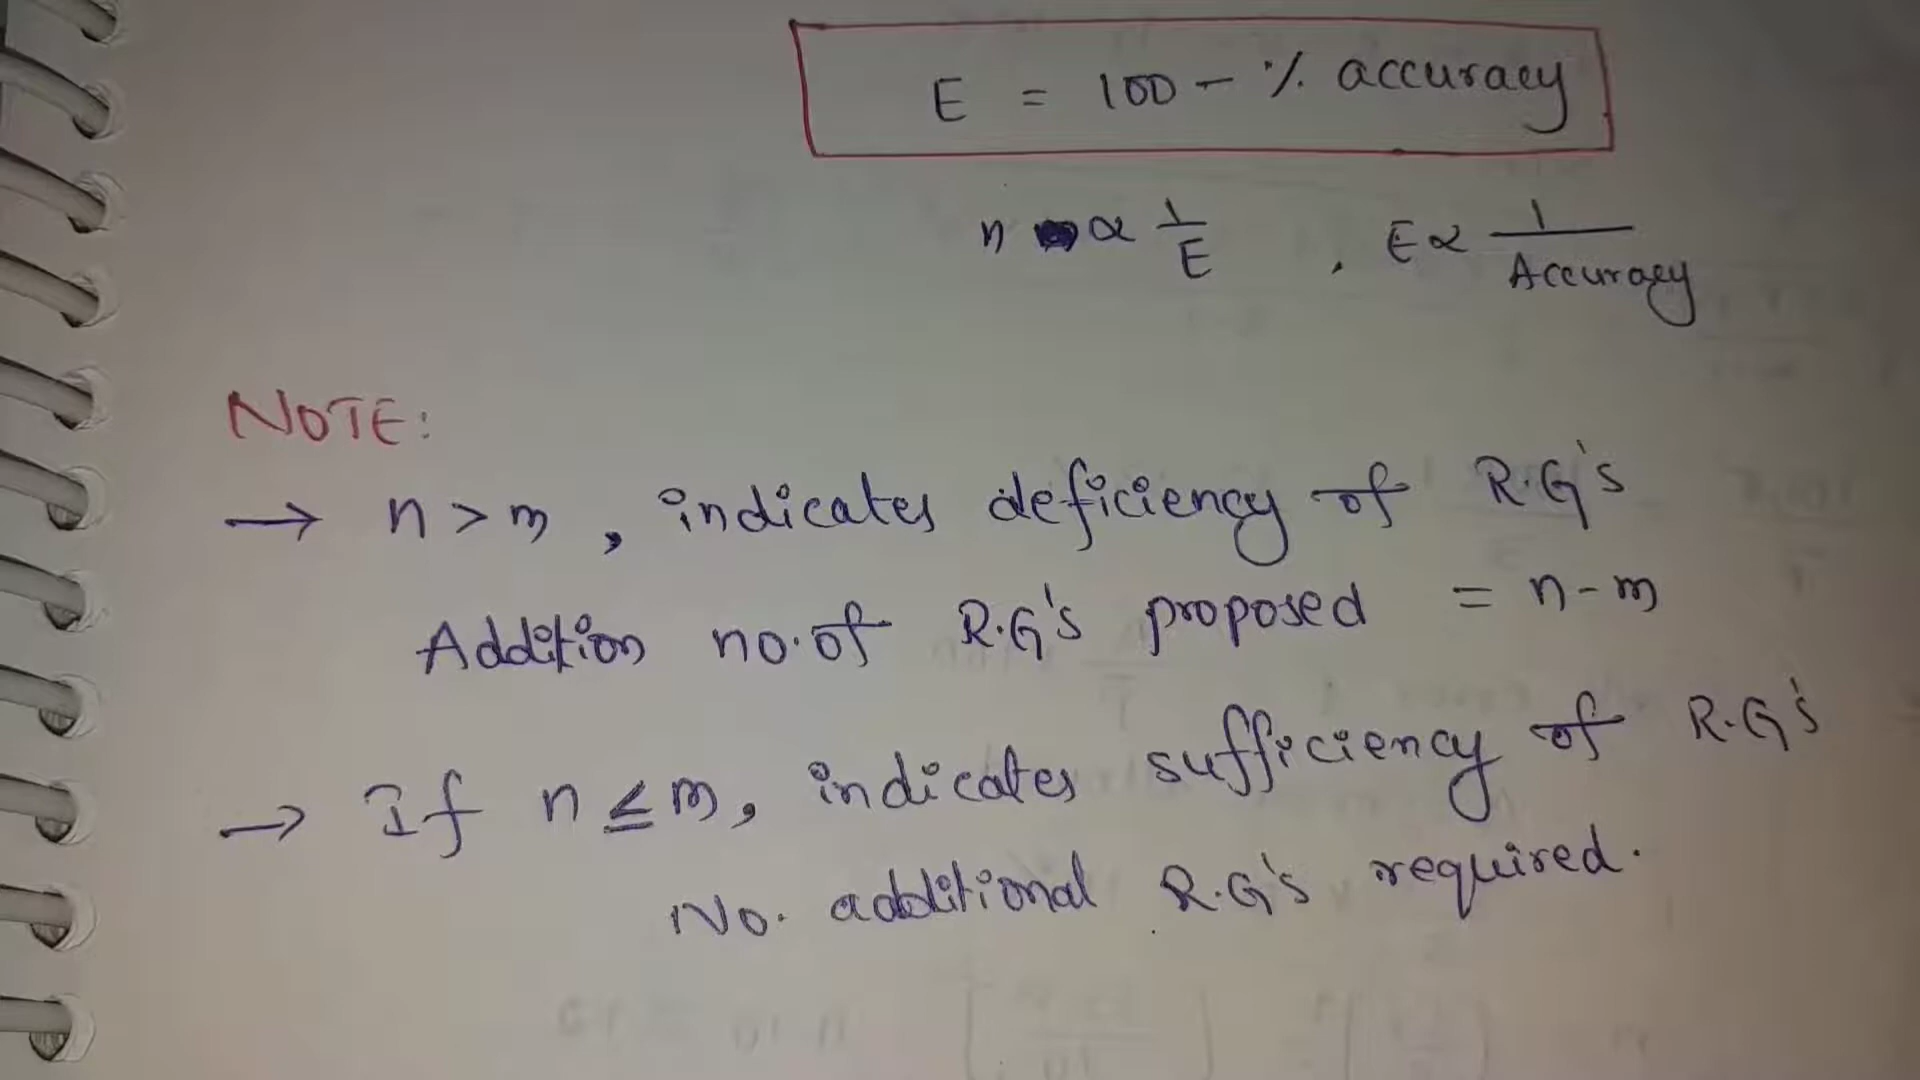 E = 100 - % accuracy
n ∝ 1/E , E ∝ 1/Accuracy
NOTE:
→ n > m , indicates deficiency of R.G's
Addition no. of R.G's proposed = n - m
→ If n ≤ m, indicates sufficiency of R.G's
No. additional R.G's required.